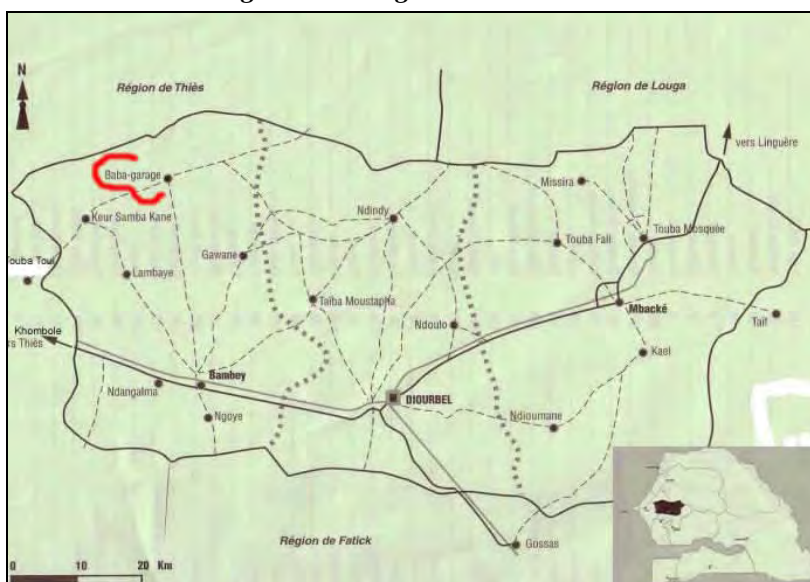 N
Région de Thiès
Région de Louga
vers Linguère
Baba-garage
Missira
Keur Samba Kane
Ndindy
Touba Mosquée
Gawane
Touba Fall
Touba Toul
Lambaye
Taïba Moustapha
Mbacké
Taïf
Khombole
rs Thiès
Ndoulo
Kael
Ndangalma
Bambey
DIOURBEL
Ngoye
Ndioumane
Région de Fatick
Gossas
0 10 20 Km